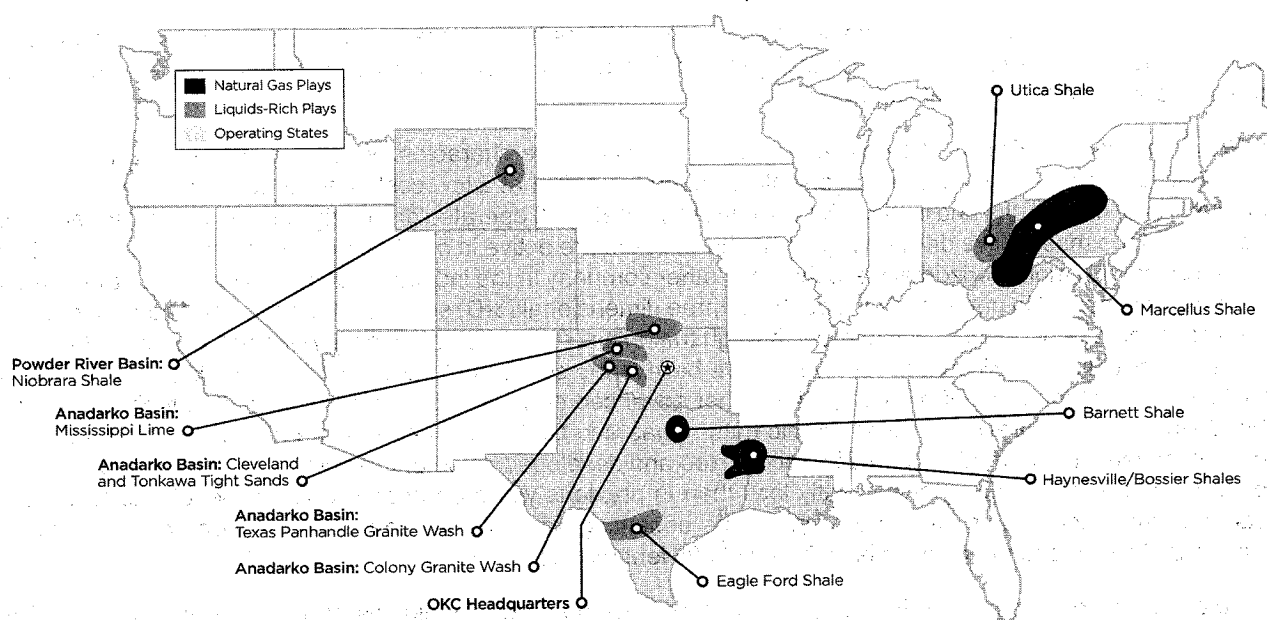 Natural Gas Plays
Liquids-Rich Plays
Operating States
Utica Shale
Marcellus Shale
Powder River Basin:
Niobrara Shale
Anadarko Basin:
Mississippi Lime
Barnett Shale
Anadarko Basin: Cleveland
and Tonkawa Tight Sands
Haynesville/Bossier Shales
Anadarko Basin:
Texas Panhandle Granite Wash
Anadarko Basin: Colony Granite Wash
Eagle Ford Shale
OKC Headquarters